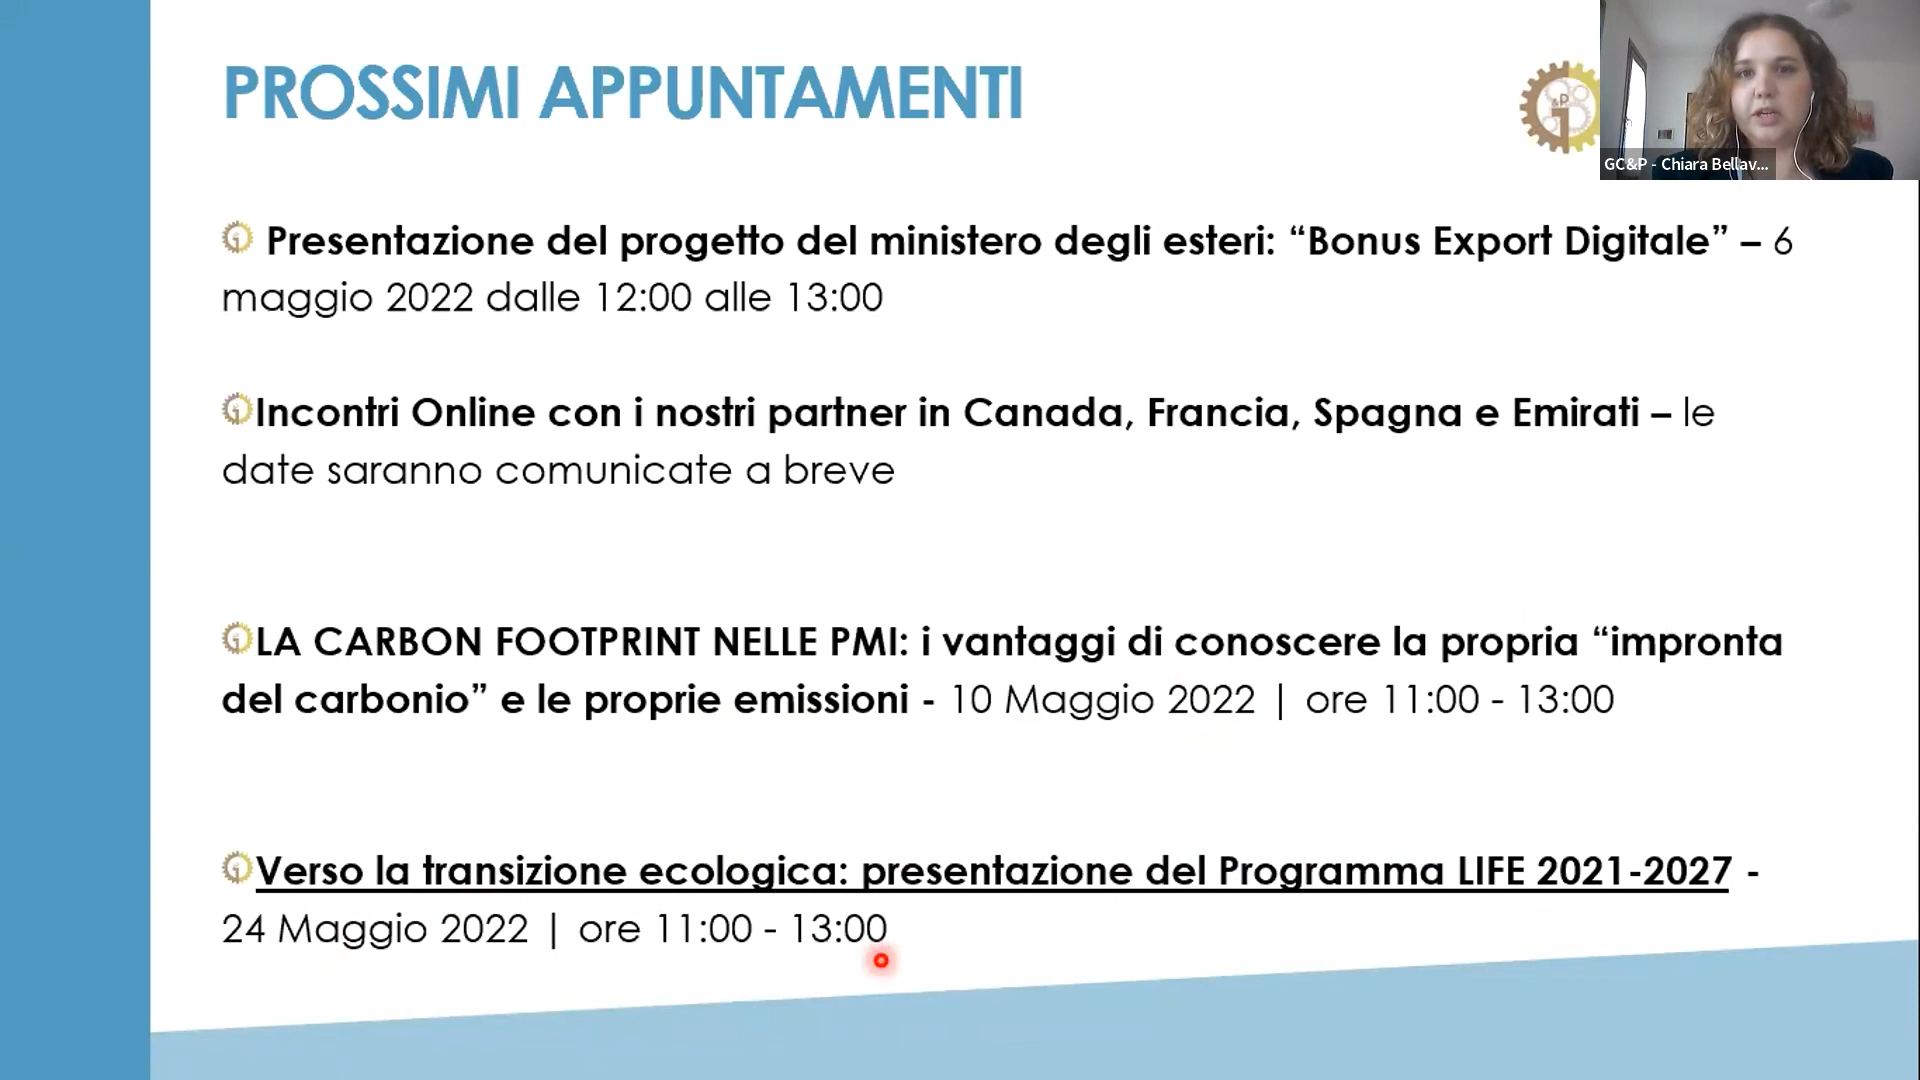 PROSSIMI APPUNTAMENTI
&P
GC&P - Chiara Bellav...
Presentazione del progetto del ministero degli esteri: “Bonus Export Digitale” – 6
maggio 2022 dalle 12:00 alle 13:00
Incontri Online con i nostri partner in Canada, Francia, Spagna e Emirati – le
date saranno comunicate a breve
LA CARBON FOOTPRINT NELLE PMI: i vantaggi di conoscere la propria “impronta
del carbonio” e le proprie emissioni - 10 Maggio 2022 | ore 11:00 - 13:00
Verso la transizione ecologica: presentazione del Programma LIFE 2021-2027 -
24 Maggio 2022 | ore 11:00 - 13:00